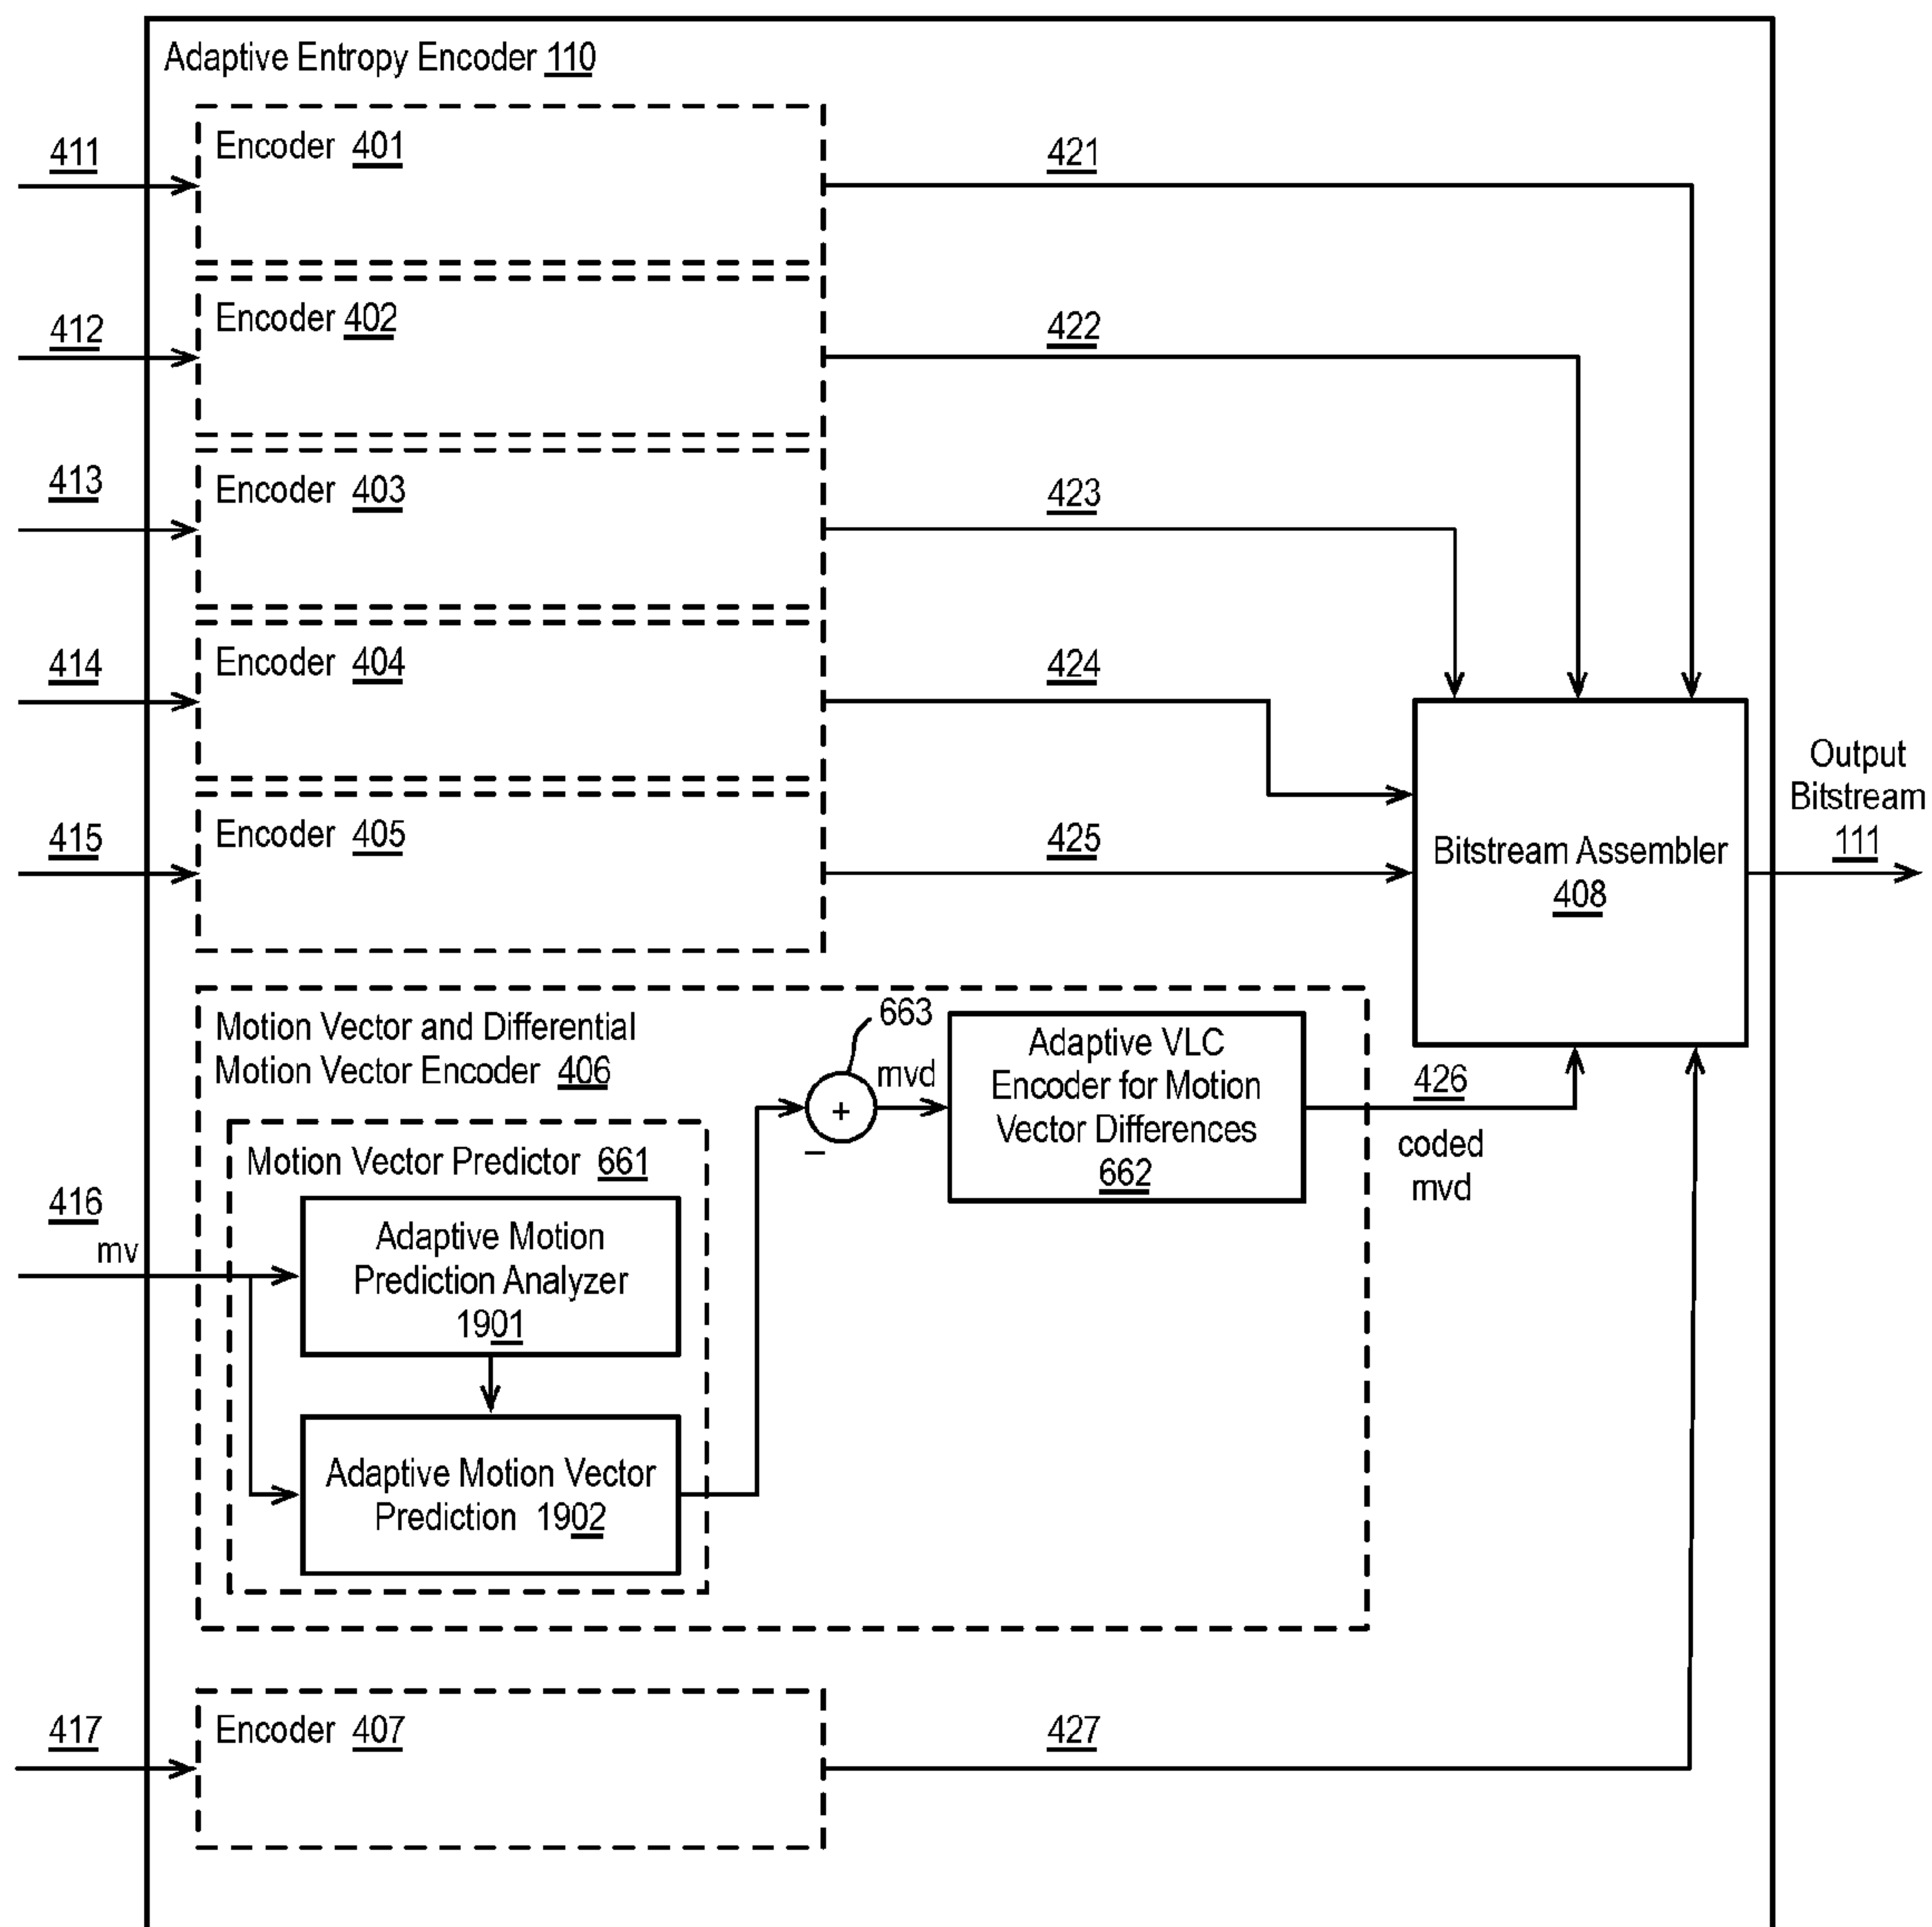 Adaptive Entropy Encoder 110
411
Encoder 401
421
412
Encoder 402
422
413
Encoder 403
423
414
Encoder 404
424
415
Encoder 405
425
Bitstream Assembler
408
Output
Bitstream
111
Motion Vector and Differential
Motion Vector Encoder 406
663
+
–
mvd
Adaptive VLC
Encoder for Motion
Vector Differences
662
426
coded
mvd
Motion Vector Predictor 661
416
mv
Adaptive Motion
Prediction Analyzer
1901
Adaptive Motion Vector
Prediction 1902
417
Encoder 407
427